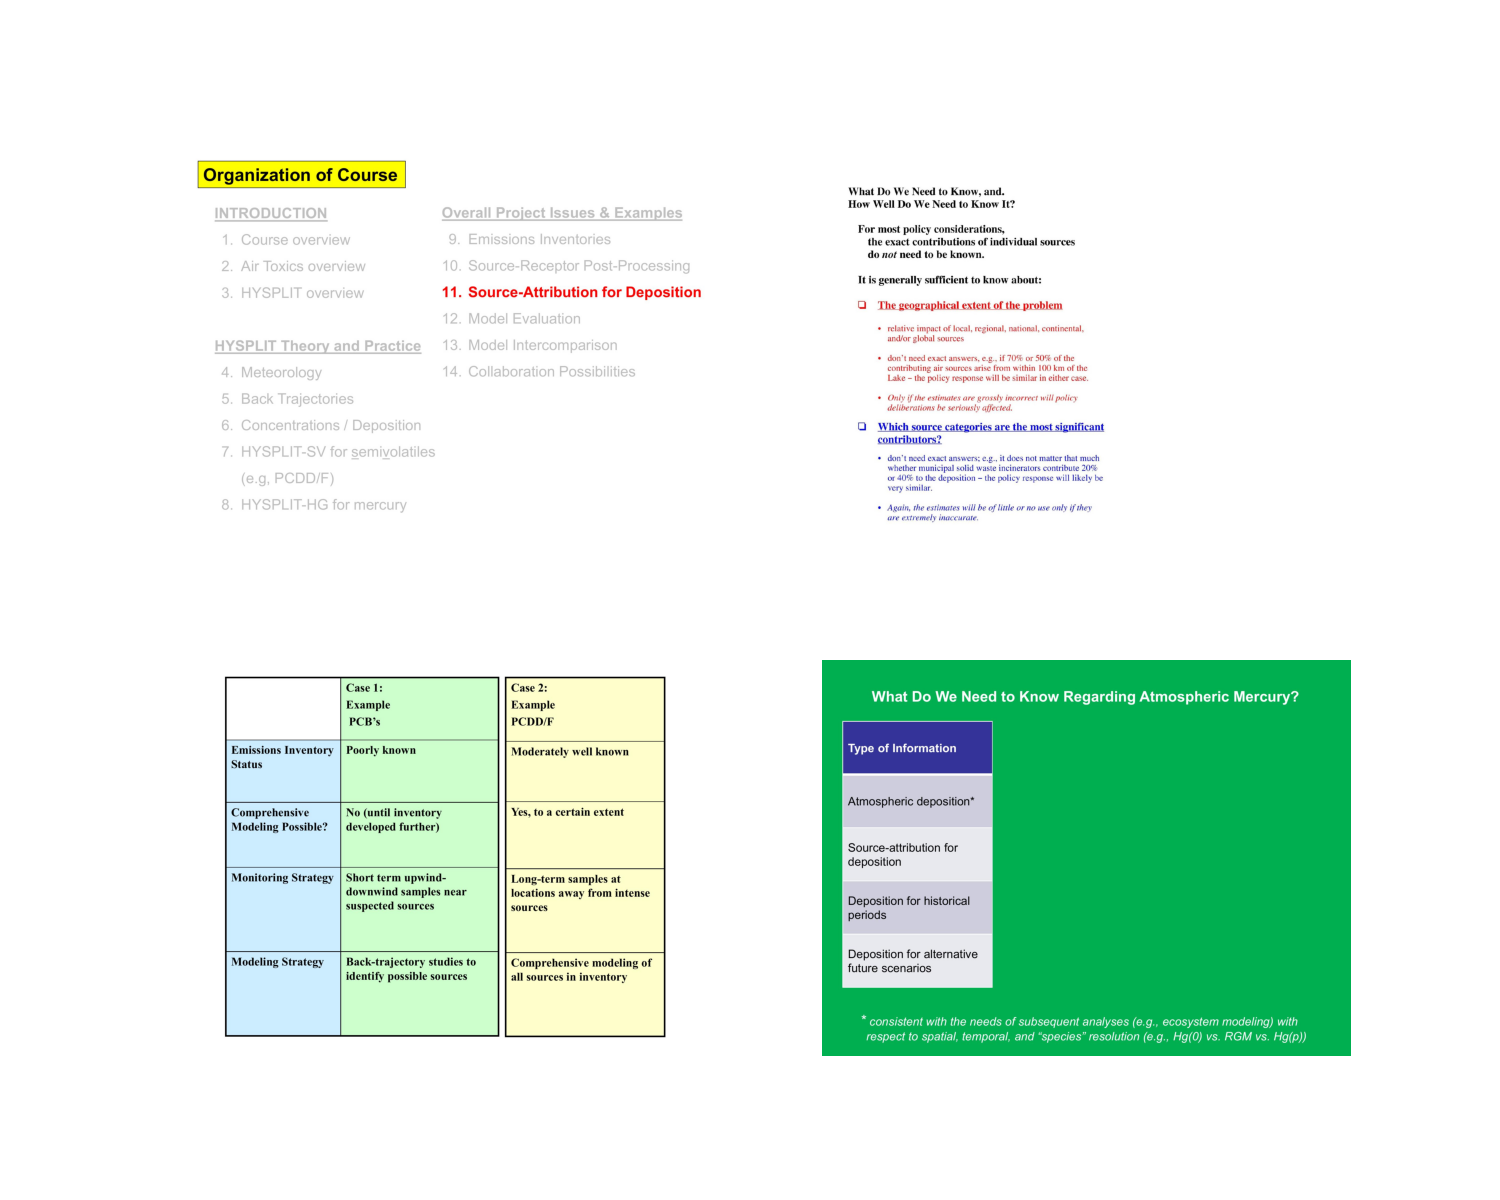 Organization of Course
INTRODUCTION
1. Course overview
2. Air Toxics overview
3. HYSPLIT overview
HYSPLIT Theory and Practice
4. Meteorology
5. Back Trajectories
6. Concentrations / Deposition
7. HYSPLIT-SV for semivolatiles
(e.g, PCDD/F)
8. HYSPLIT-HG for mercury
Overall Project Issues & Examples
9. Emissions Inventories
10. Source-Receptor Post-Processing
11. Source-Attribution for Deposition
12. Model Evaluation
13. Model Intercomparison
14. Collaboration Possibilities
What Do We Need to Know, and.
How Well Do We Need to Know It?
For most policy considerations,
the exact contributions of individual sources
do not need to be known.
It is generally sufficient to know about:
❑ The geographical extent of the problem
• relative impact of local, regional, national, continental,
and/or global sources
• don't need exact answers, e.g., if 70% or 50% of the
contributing air sources arise from within 100 km of the
Lake – the policy response will be similar in either case.
• Only if the estimates are grossly incorrect will policy
deliberations be seriously affected.
❑ Which source categories are the most significant
contributors?
• don't need exact answers; e.g., it does not matter that much
whether municipal solid waste incinerators contribute 20%
or 40% to the deposition – the policy response will likely be
very similar.
• Again, the estimates will be of little or no use only if they
are extremely inaccurate.
Case 1:
Example
PCB's
Case 2:
Example
PCDD/F
Emissions Inventory
Status
Poorly known
Moderately well known
Comprehensive
Modeling Possible?
No (until inventory
developed further)
Yes, to a certain extent
Monitoring Strategy
Short term upwind-
downwind samples near
suspected sources
Long-term samples at
locations away from intense
sources
Modeling Strategy
Back-trajectory studies to
identify possible sources
Comprehensive modeling of
all sources in inventory
What Do We Need to Know Regarding Atmospheric Mercury?
Type of Information
Atmospheric deposition*
Source-attribution for
deposition
Deposition for historical
periods
Deposition for alternative
future scenarios
* consistent with the needs of subsequent analyses (e.g., ecosystem modeling) with
respect to spatial, temporal, and “species” resolution (e.g., Hg(0) vs. RGM vs. Hg(p))